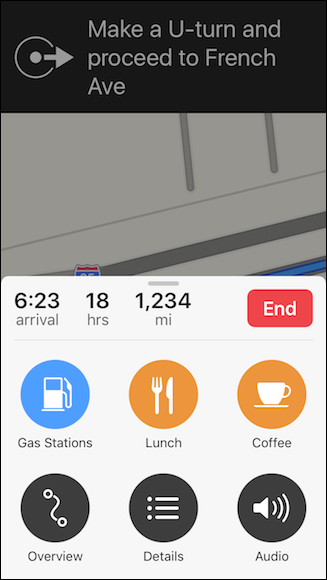 Make a U-turn and
proceed to French
Ave
6:23 18 1,234 End
arrival hrs mi
Gas Stations Lunch Coffee
Overview Details Audio